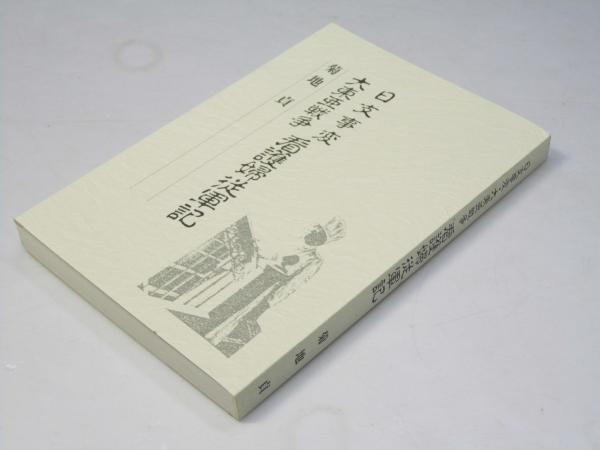 日支事変
大東亜戦争
看護婦従軍記
菊地貞
日支事変・大東亜戦争 看護婦従軍記 菊地貞